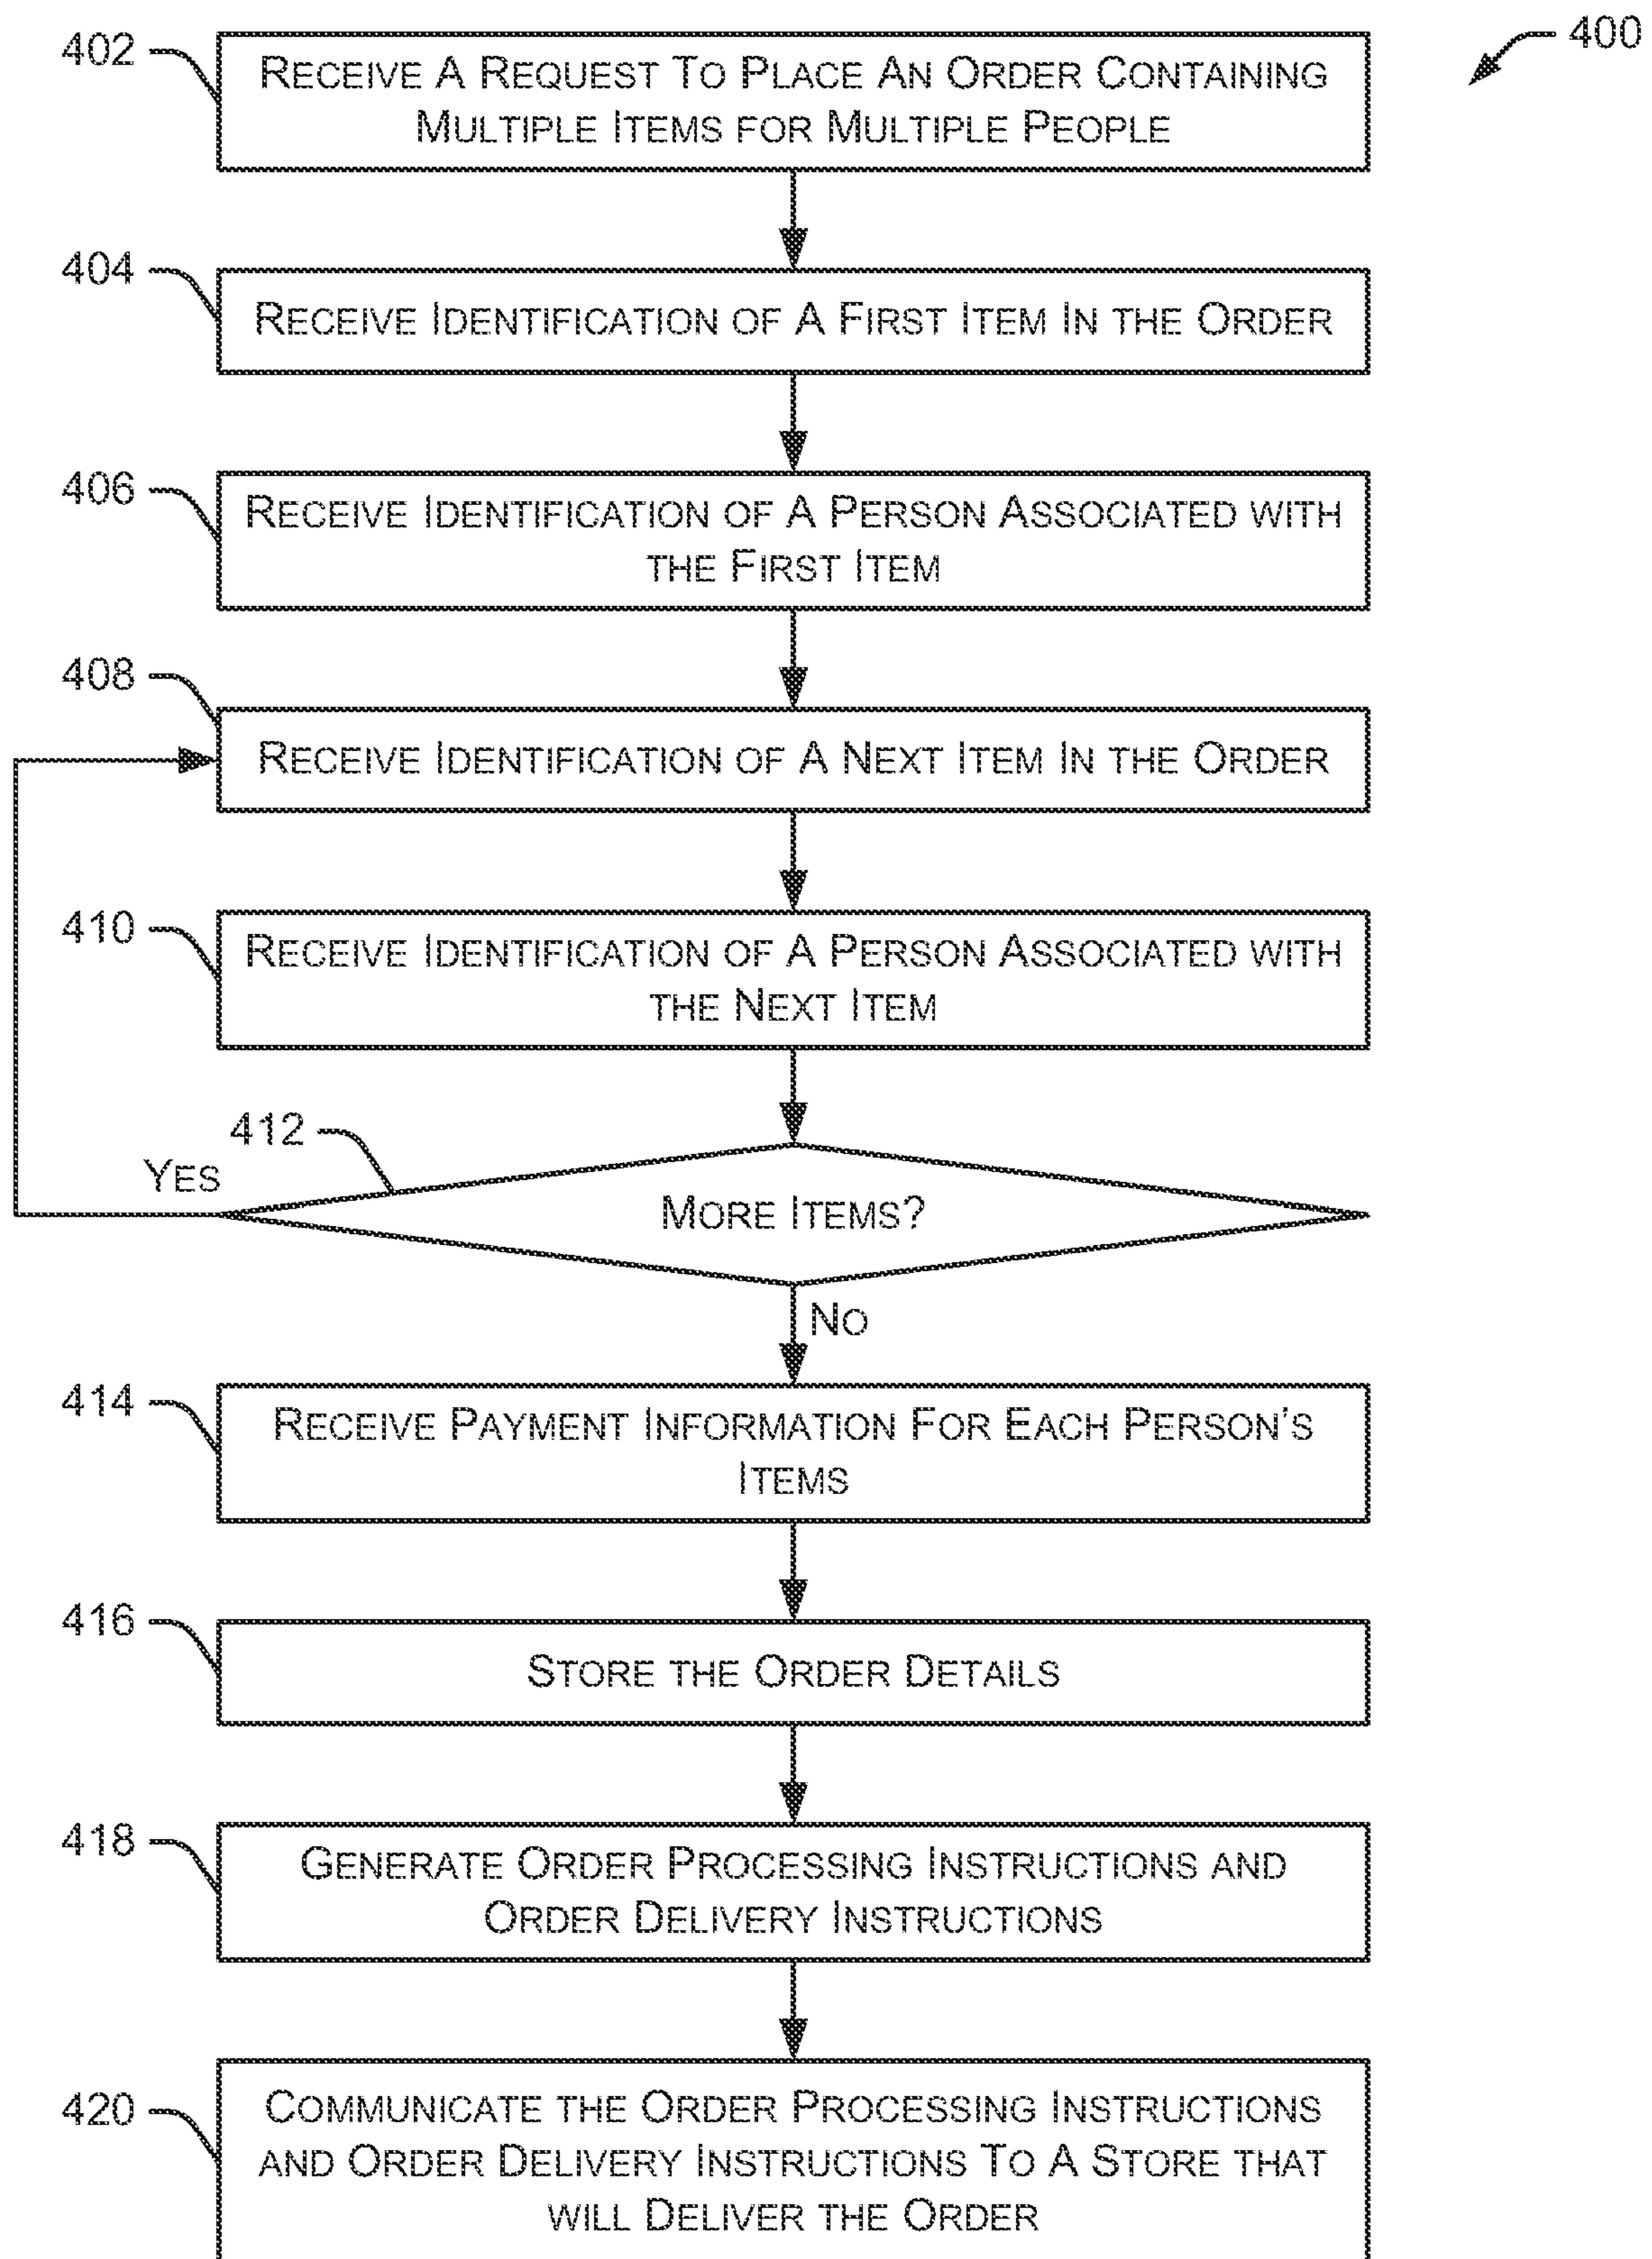 400
402
RECEIVE A REQUEST TO PLACE AN ORDER CONTAINING
MULTIPLE ITEMS FOR MULTIPLE PEOPLE
404
RECEIVE IDENTIFICATION OF A FIRST ITEM IN THE ORDER
406
RECEIVE IDENTIFICATION OF A PERSON ASSOCIATED WITH
THE FIRST ITEM
408
RECEIVE IDENTIFICATION OF A NEXT ITEM IN THE ORDER
410
RECEIVE IDENTIFICATION OF A PERSON ASSOCIATED WITH
THE NEXT ITEM
412
YES
MORE ITEMS?
NO
414
RECEIVE PAYMENT INFORMATION FOR EACH PERSON'S
ITEMS
416
STORE THE ORDER DETAILS
418
GENERATE ORDER PROCESSING INSTRUCTIONS AND
ORDER DELIVERY INSTRUCTIONS
420
COMMUNICATE THE ORDER PROCESSING INSTRUCTIONS
AND ORDER DELIVERY INSTRUCTIONS TO A STORE THAT
WILL DELIVER THE ORDER